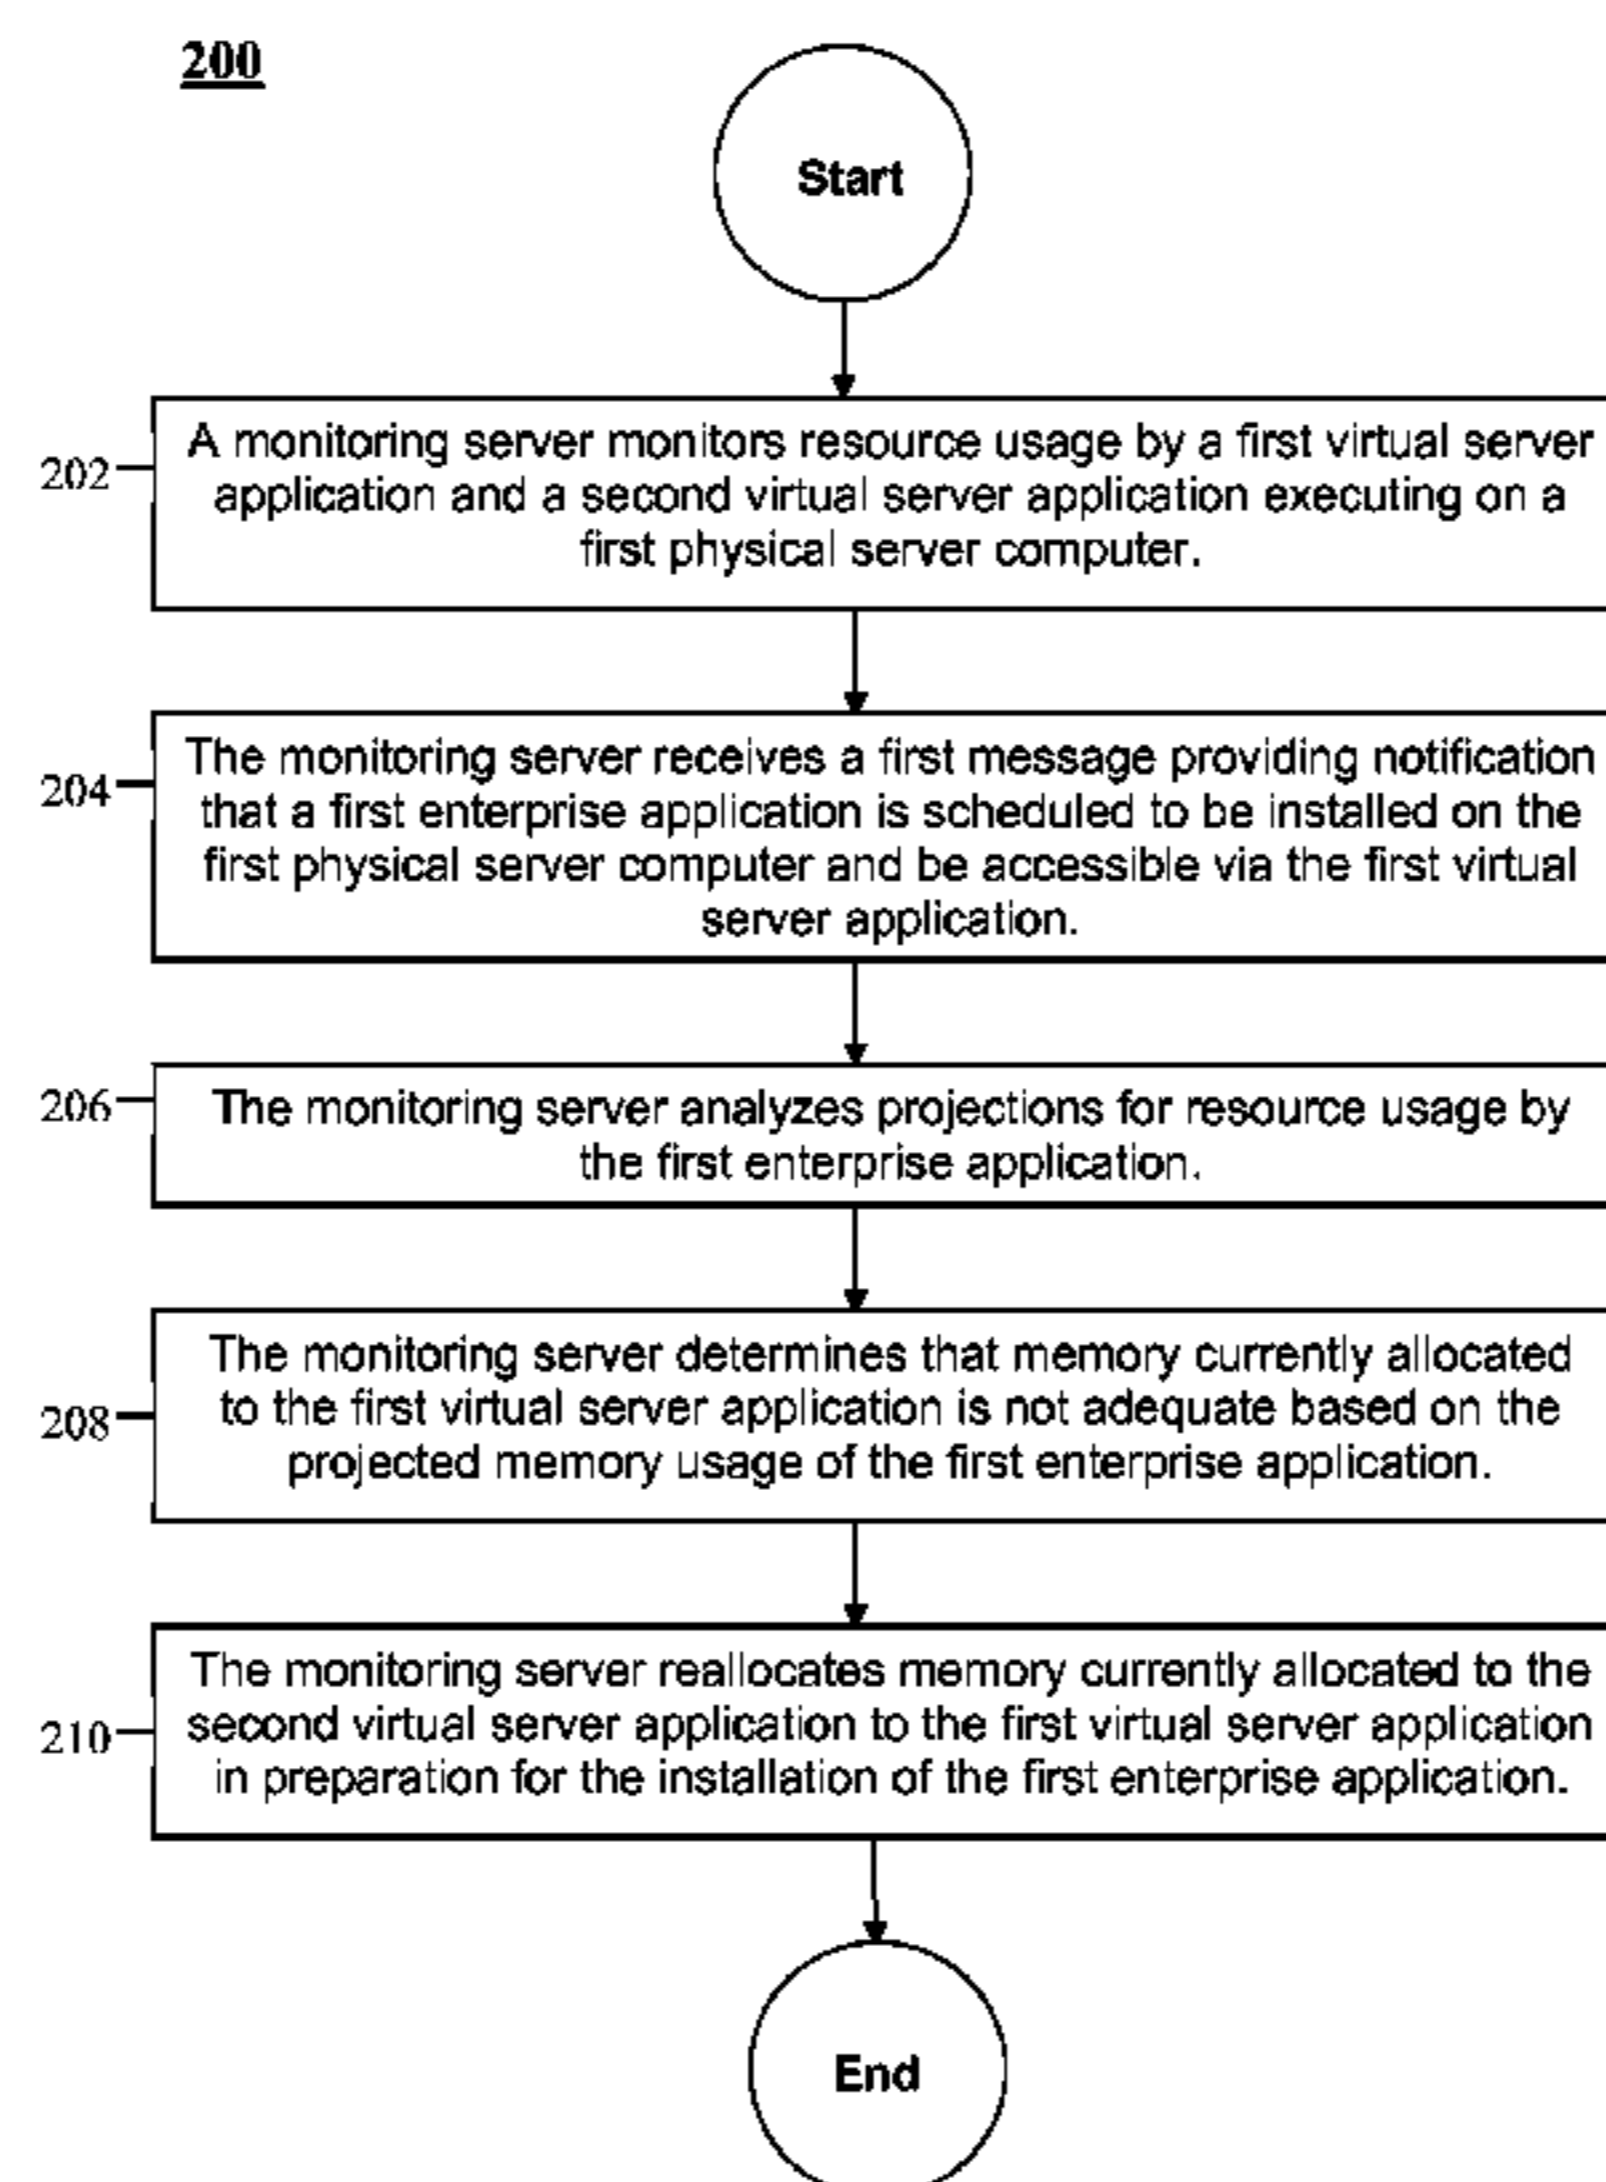 200
Start
202
A monitoring server monitors resource usage by a first virtual server
application and a second virtual server application executing on a
first physical server computer.
204
The monitoring server receives a first message providing notification
that a first enterprise application is scheduled to be installed on the
first physical server computer and be accessible via the first virtual
server application.
206
The monitoring server analyzes projections for resource usage by
the first enterprise application.
208
The monitoring server determines that memory currently allocated
to the first virtual server application is not adequate based on the
projected memory usage of the first enterprise application.
210
The monitoring server reallocates memory currently allocated to the
second virtual server application to the first virtual server application
in preparation for the installation of the first enterprise application.
End